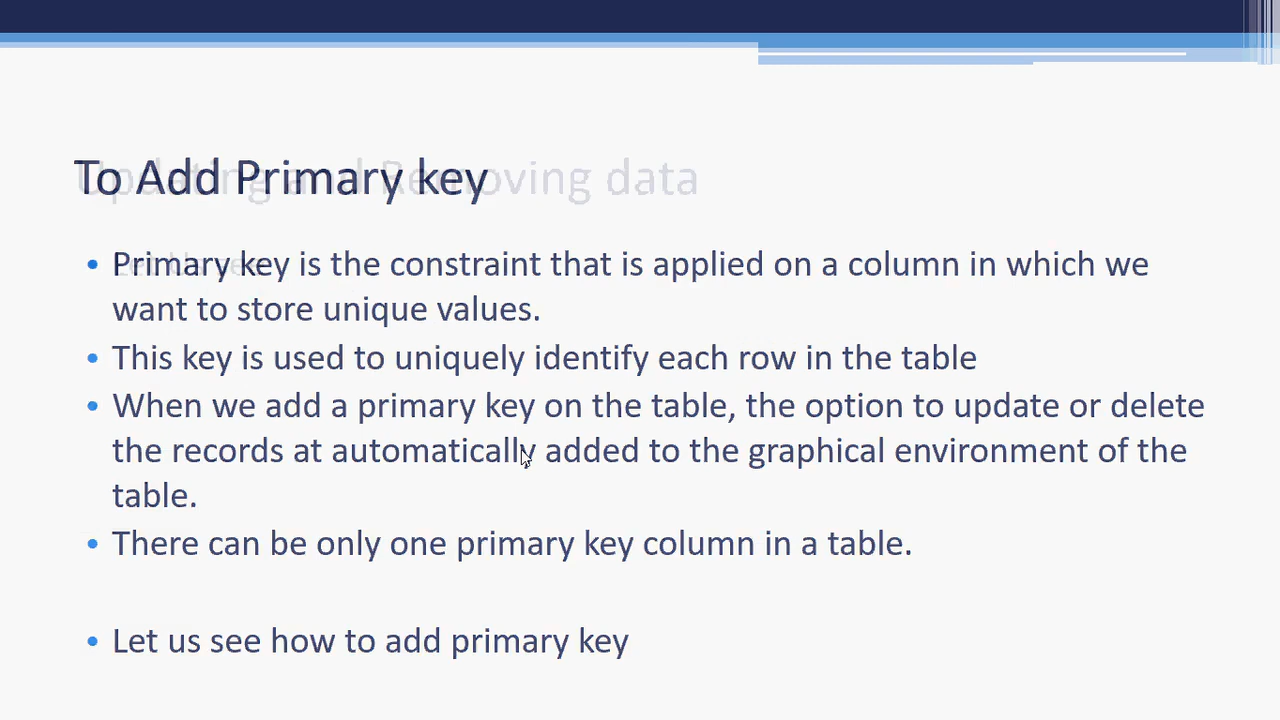 To Add Primary key
Updating and Removing data
• Primary key is the constraint that is applied on a column in which we
want to store unique values.
• This key is used to uniquely identify each row in the table
• When we add a primary key on the table, the option to update or delete
the records at automatically added to the graphical environment of the
table.
• There can be only one primary key column in a table.
• Let us see how to add primary key